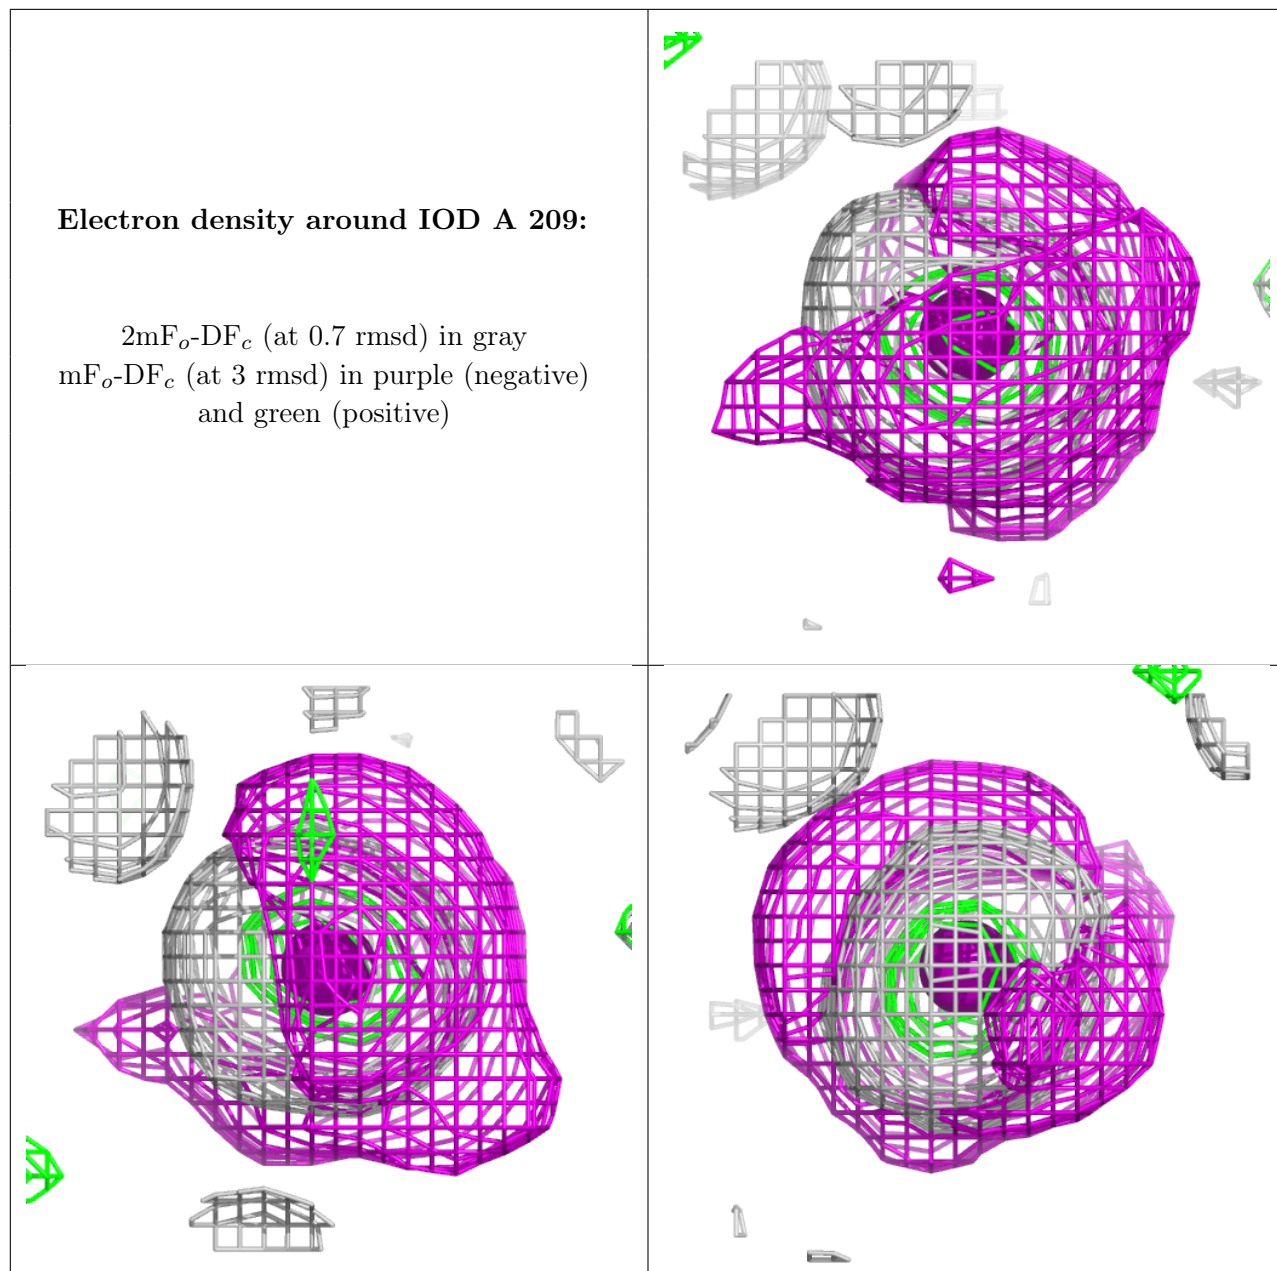 Electron density around IOD A 209:
2mFo-DFc (at 0.7 rmsd) in gray
mFo-DFc (at 3 rmsd) in purple (negative)
and green (positive)